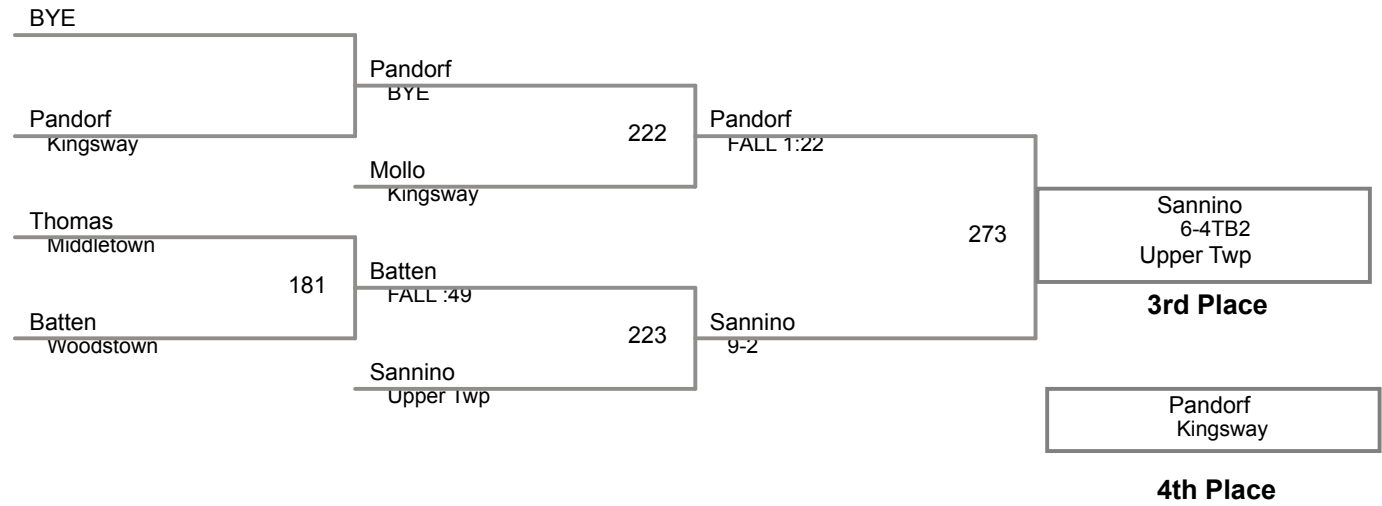 BYE
Pandorf
BYE
Pandorf
Kingsway
222
Pandorf
FALL 1:22
Mollo
Kingsway
Thomas
Middletown
273
Sannino
6-4TB2
Upper Twp
181
Batten
FALL :49
3rd Place
Batten
Woodstown
223
Sannino
9-2
Sannino
Upper Twp
Pandorf
Kingsway
4th Place